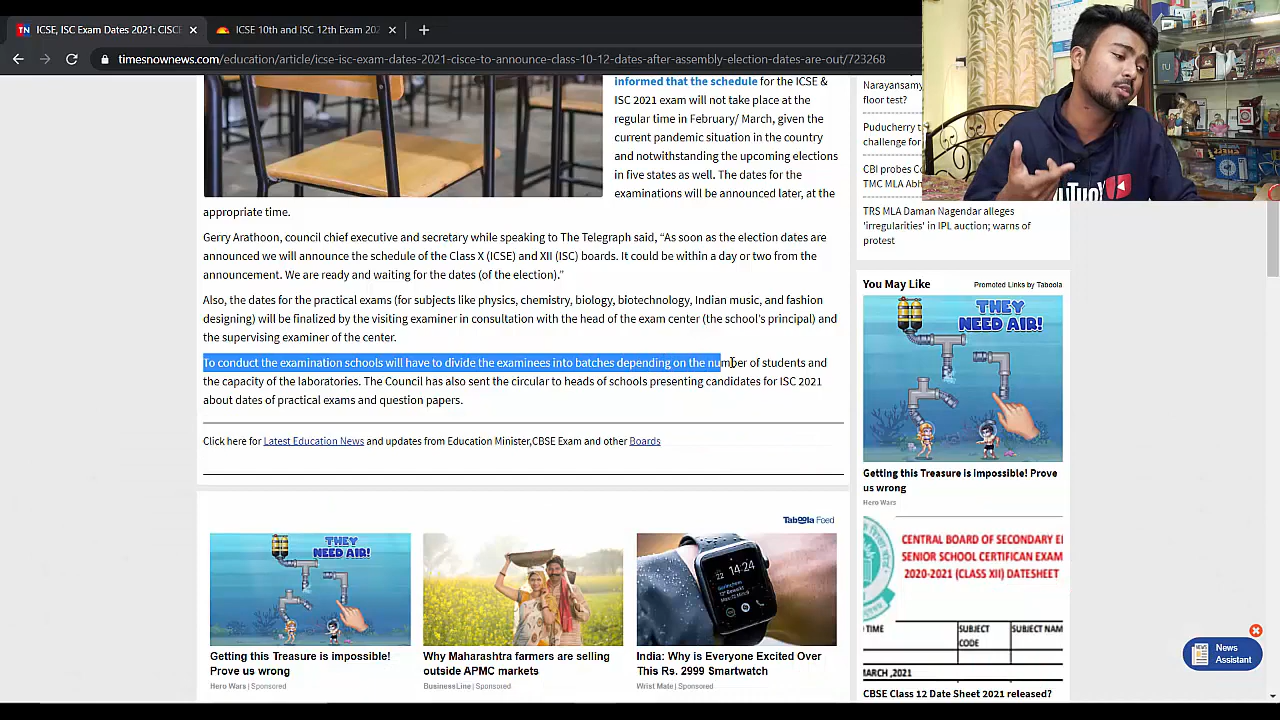 ICSE, ISC Exam Dates 2021: CISCE
ICSE 10th and ISC 12th Exam 202
timesnownews.com/education/article/icse-isc-exam-dates-2021-cisce-to-announce-class-10-12-dates-after-assembly-election-dates-are-out/723268
informed that the schedule for the ICSE &
ISC 2021 exam will not take place at the
regular time in February/ March, given the
current pandemic situation in the country
and notwithstanding the upcoming elections
in five states as well. The dates for the
examinations will be announced later, at the
appropriate time.
Gerry Arathoon, council chief executive and secretary while speaking to The Telegraph said, “As soon as the election dates are
announced we will announce the schedule of the Class X (ICSE) and XII (ISC) boards. It could be within a day or two from the
announcement. We are ready and waiting for the dates (of the election).”
Also, the dates for the practical exams (for subjects like physics, chemistry, biology, biotechnology, Indian music, and fashion
designing) will be fixed by the visiting examiner in consultation with the head of the exam center (the school's principal) and
the supervising examiner of the center.
To conduct the examination schools will have to divide the examinees into batches depending on the number of students and
the capacity of the laboratories. The Council has also sent the circular to heads of schools presenting candidates for ISC 2021
about dates of practical exams and question papers.
Click here for Latest Education News and updates from Education Minister,CBSE Exam and other Boards
Taboola Feed
THEY
NEED AIR!
Getting this Treasure is impossible!
Prove us wrong
Hero Wars | Sponsored
Why Maharashtra farmers are selling
outside APMC markets
BusinessLine | Sponsored
14:24
India: Why is Everyone Excited Over
This Rs. 2999 Smartwatch
Wrist Mate | Sponsored
Narayansamy
floor test?
Puducherry t
challenge for
CBI probes Co
TMC MLA Abh
TRS MLA Daman Nagendar alleges
'irregularities' in IPL auction; warns of
protest
You May Like
Promoted Links by Taboola
THEY
NEED AIR!
Getting this Treasure is impossible! Prove
us wrong
Hero Wars
CENTRAL BOARD OF SECONDARY E
SENIOR SCHOOL CERTIFICAN EXAM
2020-2021 (CLASS XII) DATESHEET
TIME
SUBJECT
CODE
SUBJECT NAM
MARCH ,2021
CBSE Class 12 Date Sheet 2021 released?
News
Assistant